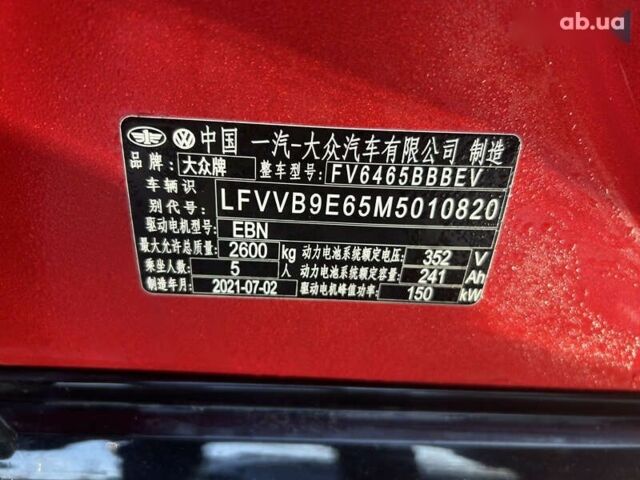 ab.ua
中国 一汽-大众汽车有限公司 制造
品牌: 大众牌 整车型号: FV6465BBBEV
车辆识别代号: LFVVB9E65M5010820
驱动电机型号: EBN
最大允许总质量: 2600 kg 动力电池系统额定电压: 352 V
乘坐人数: 5 人 动力电池系统额定容量: 241 Ah
制造年月: 2021-07-02 驱动电机峰值功率: 150 kW